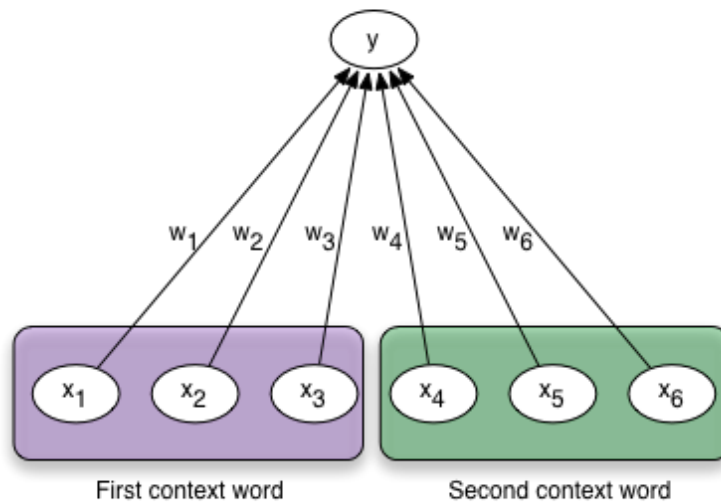 y
w₁ w₂ w₃ w₄ w₅ w₆
x₁ x₂ x₃ x₄ x₅ x₆
First context word Second context word